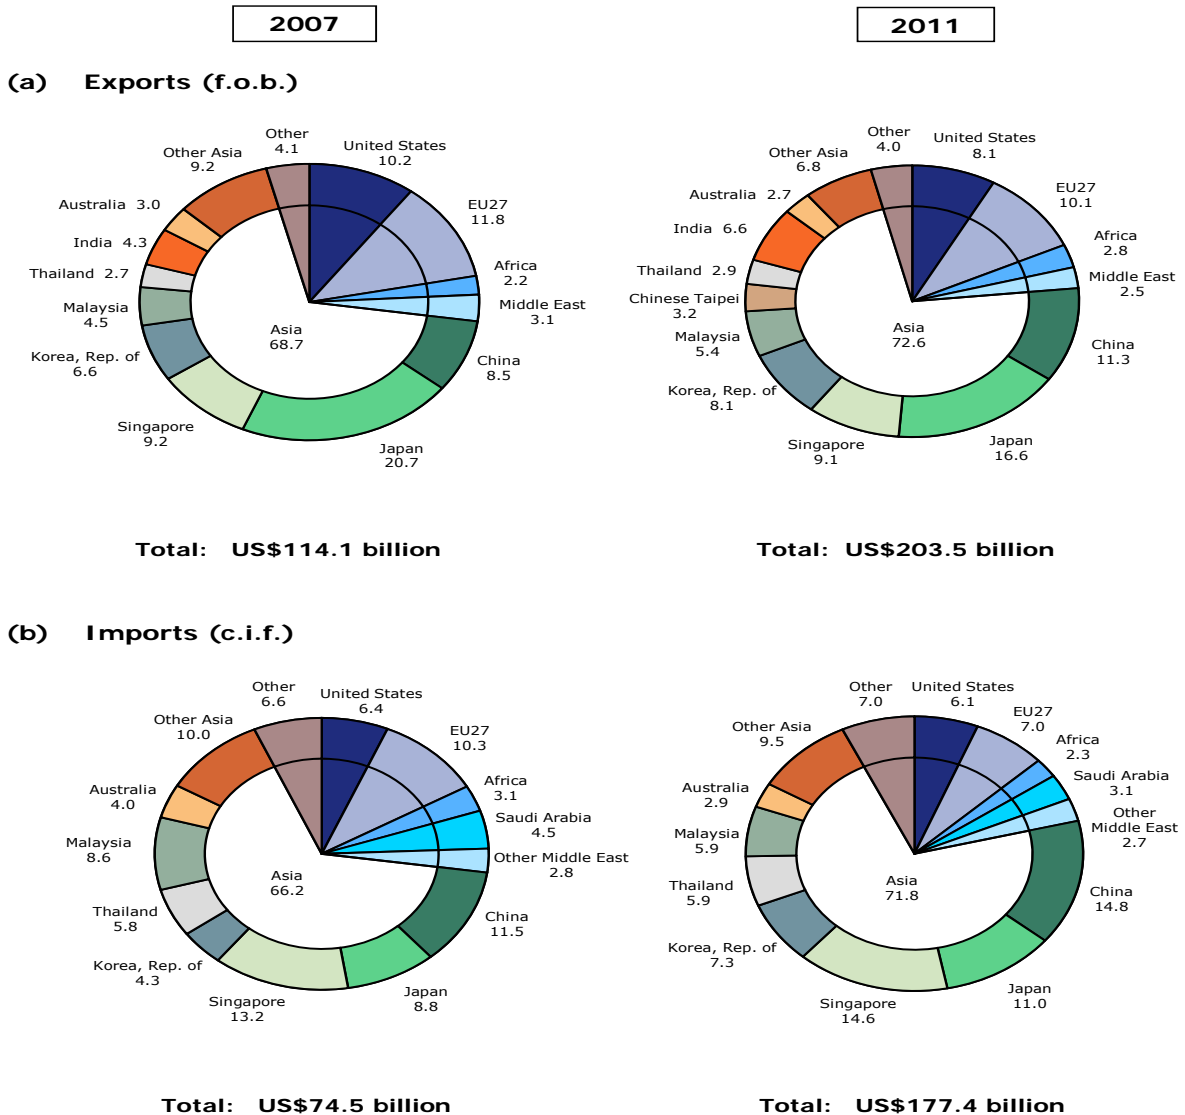 2007
2011
(a) Exports (f.o.b.)
Other
4.1
United States
10.2
Other Asia
9.2
EU27
11.8
Australia 3.0
India 4.3
Africa
2.2
Thailand 2.7
Middle East
3.1
Malaysia
4.5
Asia
68.7
Korea, Rep. of
6.6
China
8.5
Singapore
9.2
Japan
20.7
Total: US$114.1 billion
Other
4.0
United States
8.1
Other Asia
6.8
EU27
10.1
Australia 2.7
India 6.6
Africa
2.8
Thailand 2.9
Middle East
2.5
Chinese Taipei
3.2
Asia
72.6
Malaysia
5.4
China
11.3
Korea, Rep. of
8.1
Singapore
9.1
Japan
16.6
Total: US$203.5 billion
(b) Imports (c.i.f.)
Other
6.6
United States
6.4
Other Asia
10.0
EU27
10.3
Australia
4.0
Africa
3.1
Saudi Arabia
4.5
Malaysia
8.6
Other Middle East
2.8
Asia
66.2
Thailand
5.8
China
11.5
Korea, Rep. of
4.3
Singapore
13.2
Japan
8.8
Total: US$74.5 billion
Other
7.0
United States
6.1
EU27
7.0
Other Asia
9.5
Africa
2.3
Saudi Arabia
3.1
Australia
2.9
Other
Middle East
2.7
Malaysia
5.9
Asia
71.8
Thailand
5.9
China
14.8
Korea, Rep. of
7.3
Singapore
14.6
Japan
11.0
Total: US$177.4 billion